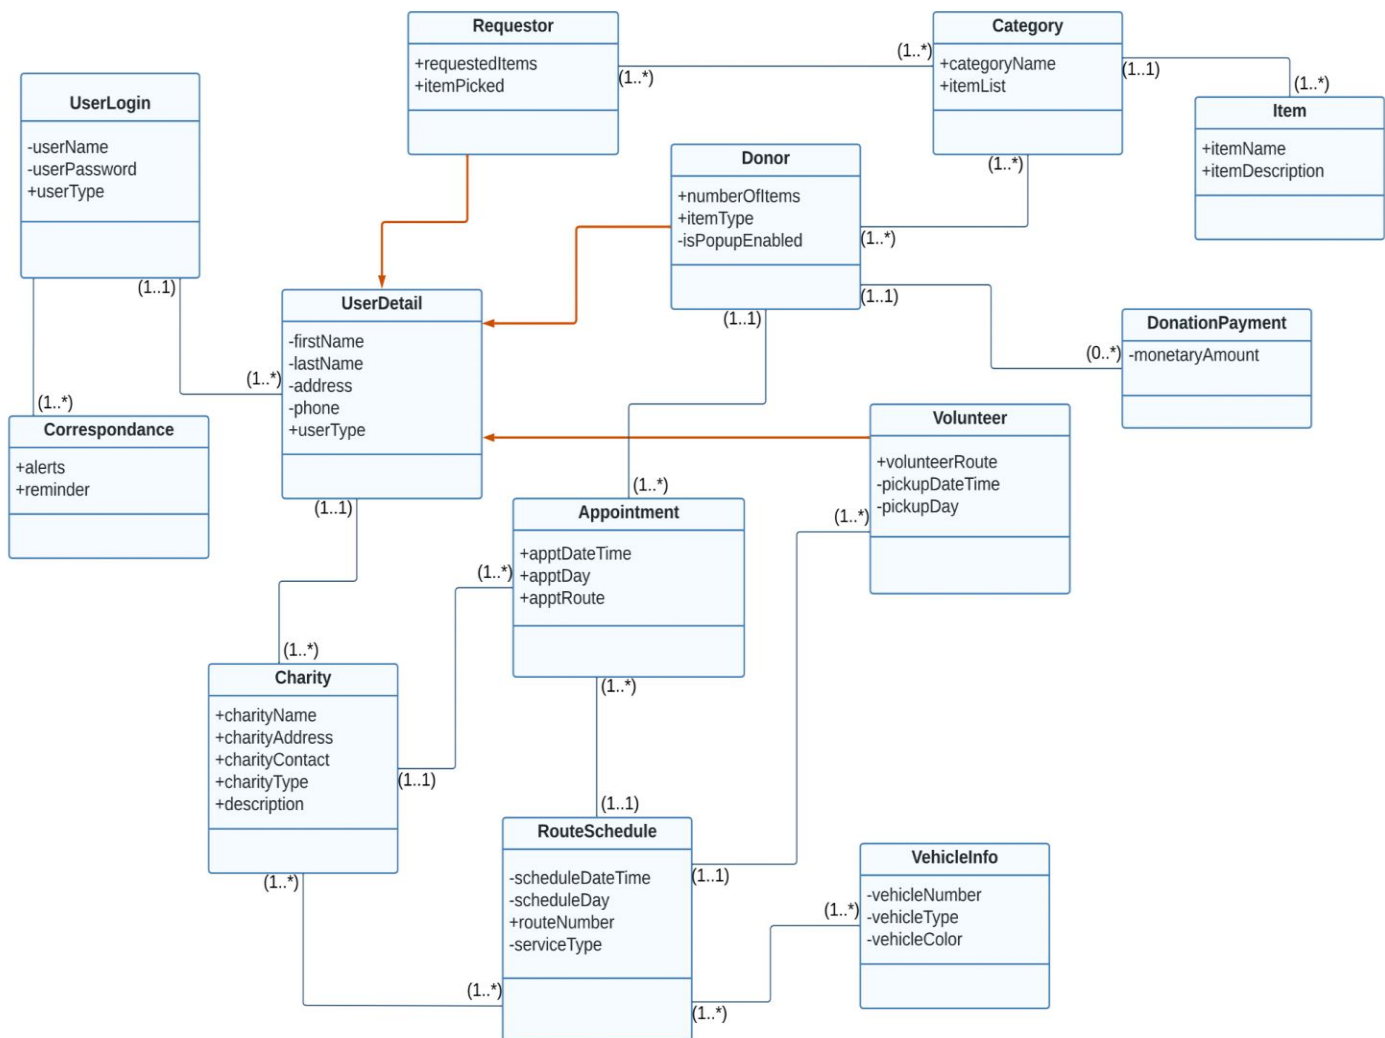 Requestor
+requestedItems
+itemPicked
(1..*)
(1..*)
Category
+categoryName
+itemList
(1..1)
(1..*)
(1..*)
Item
+itemName
+itemDescription
UserLogin
-userName
-userPassword
+userType
(1..1)
Donor
+numberOfItems
+itemType
-isPopupEnabled
(1..*)
(1..1)
(1..1)
UserDetail
-firstName
-lastName
-address
-phone
+userType
(1..*)
(1..1)
DonationPayment
-monetaryAmount
(0..*)
(1..*)
Correspondance
+alerts
+reminder
Volunteer
+volunteerRoute
-pickupDateTime
-pickupDay
(1..*)
(1..*)
Appointment
+apptDateTime
+apptDay
+apptRoute
(1..*)
(1..*)
(1..*)
Charity
+charityName
+charityAddress
+charityContact
+charityType
+description
(1..1)
(1..*)
(1..1)
RouteSchedule
-scheduleDateTime
-scheduleDay
+routeNumber
-serviceType
(1..1)
(1..*)
(1..*)
VehicleInfo
-vehicleNumber
-vehicleType
-vehicleColor
(1..*)